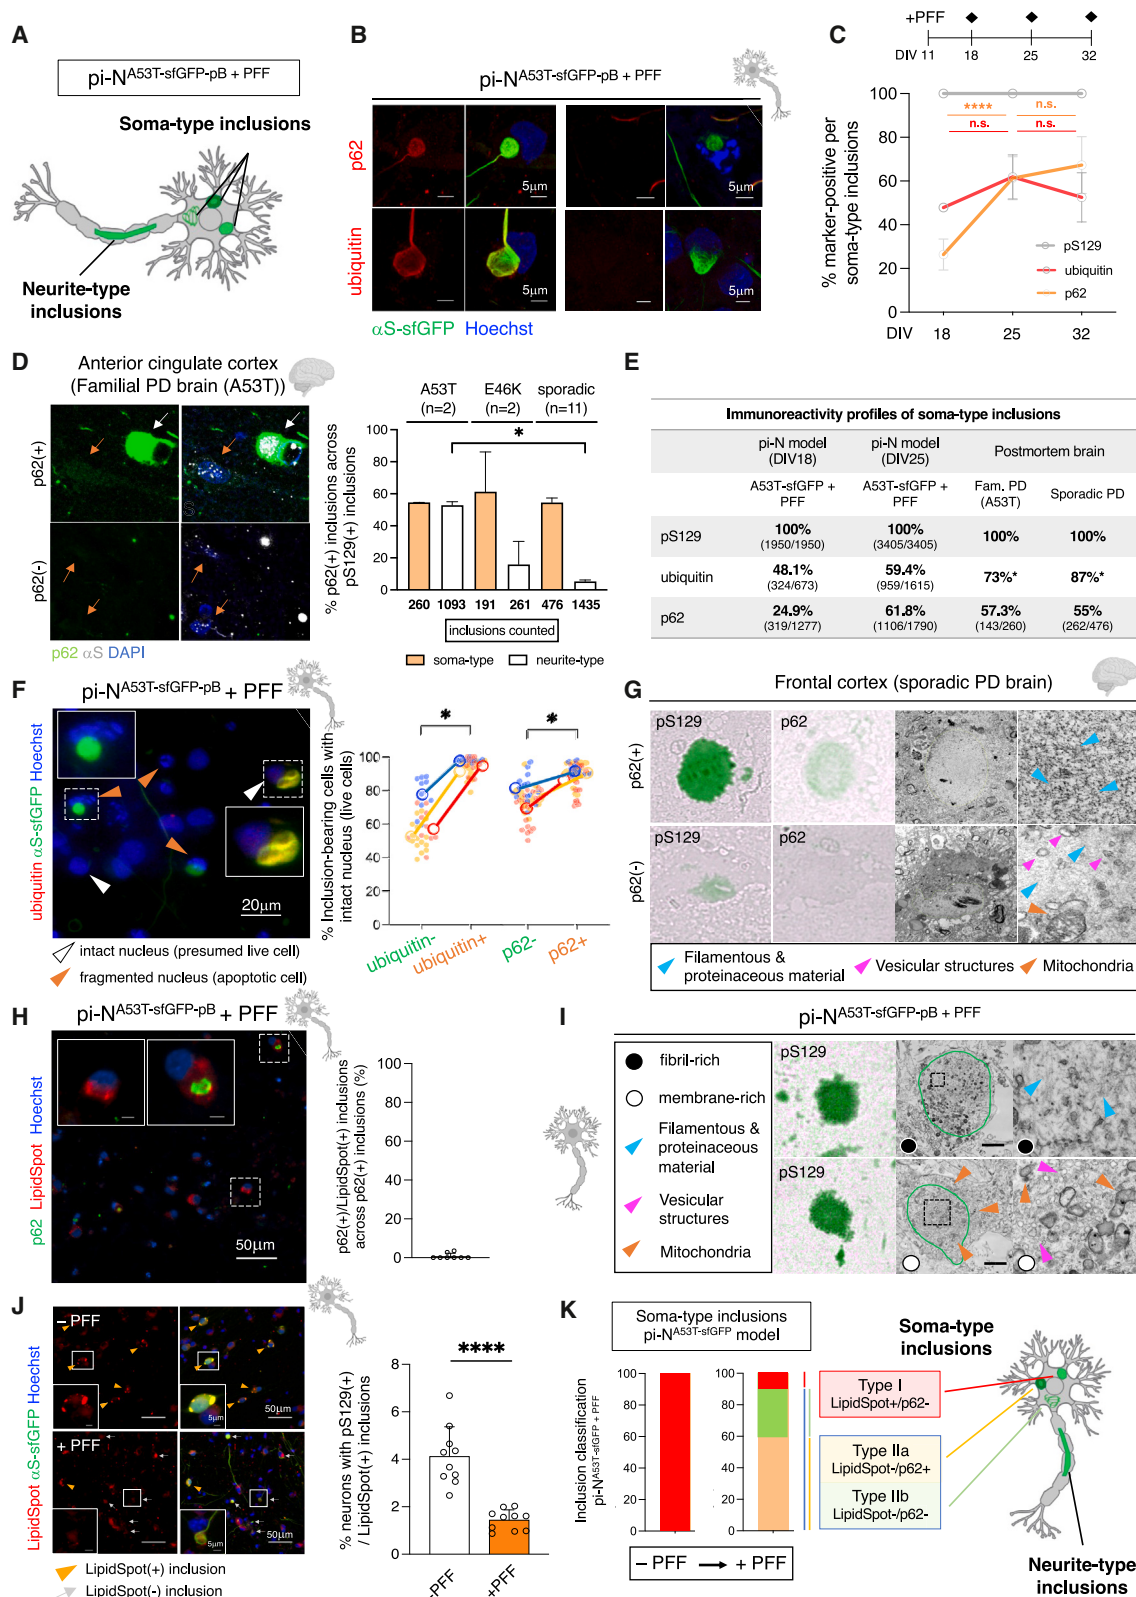 A
pi-N^A53T-sfGFP-pB + PFF
Soma-type inclusions
Neurite-type
inclusions
B
pi-N^A53T-sfGFP-pB + PFF
p62
ubiquitin
5μm
5μm
5μm
5μm
αS-sfGFP Hoechst
C
+PFF
DIV 11 18 25 32
% marker-positive per
soma-type inclusions
100
80
60
40
20
0
****
n.s.
n.s.
n.s.
pS129
ubiquitin
p62
DIV
18 25 32
D
Anterior cingulate cortex
(Familial PD brain (A53T))
p62(+)
p62(-)
S
p62 αS DAPI
% p62(+) inclusions across
pS129(+) inclusions
100
80
60
40
20
0
A53T
(n=2)
E46K
(n=2)
sporadic
(n=11)
*
260 1093 191 261 476 1435
inclusions counted
soma-type neurite-type
E
Immunoreactivity profiles of soma-type inclusions
pi-N model
(DIV18)
pi-N model
(DIV25)
Postmortem brain
A53T-sfGFP +
PFF
A53T-sfGFP +
PFF
Fam. PD
(A53T)
Sporadic PD
pS129
100%
(1950/1950)
100%
(3405/3405)
100%
100%
ubiquitin
48.1%
(324/673)
59.4%
(959/1615)
73%*
87%*
p62
24.9%
(319/1277)
61.8%
(1106/1790)
57.3%
(143/260)
55%
(262/476)
F
pi-N^A53T-sfGFP-pB + PFF
ubiquitin αS-sfGFP Hoechst
20μm
intact nucleus (presumed live cell)
fragmented nucleus (apoptotic cell)
% Inclusion-bearing cells with
intact nucleus (live cells)
100
80
60
40
20
0
*
*
ubiquitin-
ubiquitin+
p62-
p62+
G
Frontal cortex (sporadic PD brain)
p62(+)
p62(-)
pS129
p62
pS129
p62
Filamentous &
proteinaceous material
Vesicular structures
Mitochondria
H
pi-N^A53T-sfGFP-pB + PFF
p62 LipidSpot Hoechst
50μm
p62(+)/LipidSpot(+) inclusions
across p62(+) inclusions (%)
100
80
60
40
20
0
I
pi-N^A53T-sfGFP-pB + PFF
fibril-rich
membrane-rich
Filamentous &
proteinaceous
material
Vesicular
structures
Mitochondria
pS129
pS129
J
LipidSpot αS-sfGFP Hoechst
– PFF
5μm
50μm
+ PFF
5μm
50μm
LipidSpot(+) inclusion
LipidSpot(-) inclusion
% neurons with pS129(+)
/ LipidSpot(+) inclusions
8
6
4
2
0
****
-PFF
+PFF
K
Soma-type inclusions
pi-N^A53T-sfGFP model
Inclusion classification
pi-N^A53T-sfGFP + PFF
100
80
60
40
20
0
100
80
60
40
20
0
– PFF → + PFF
Soma-type
inclusions
Type I
LipidSpot+/p62-
Type IIa
LipidSpot-/p62+
Type IIb
LipidSpot-/p62-
Neurite-type
inclusions